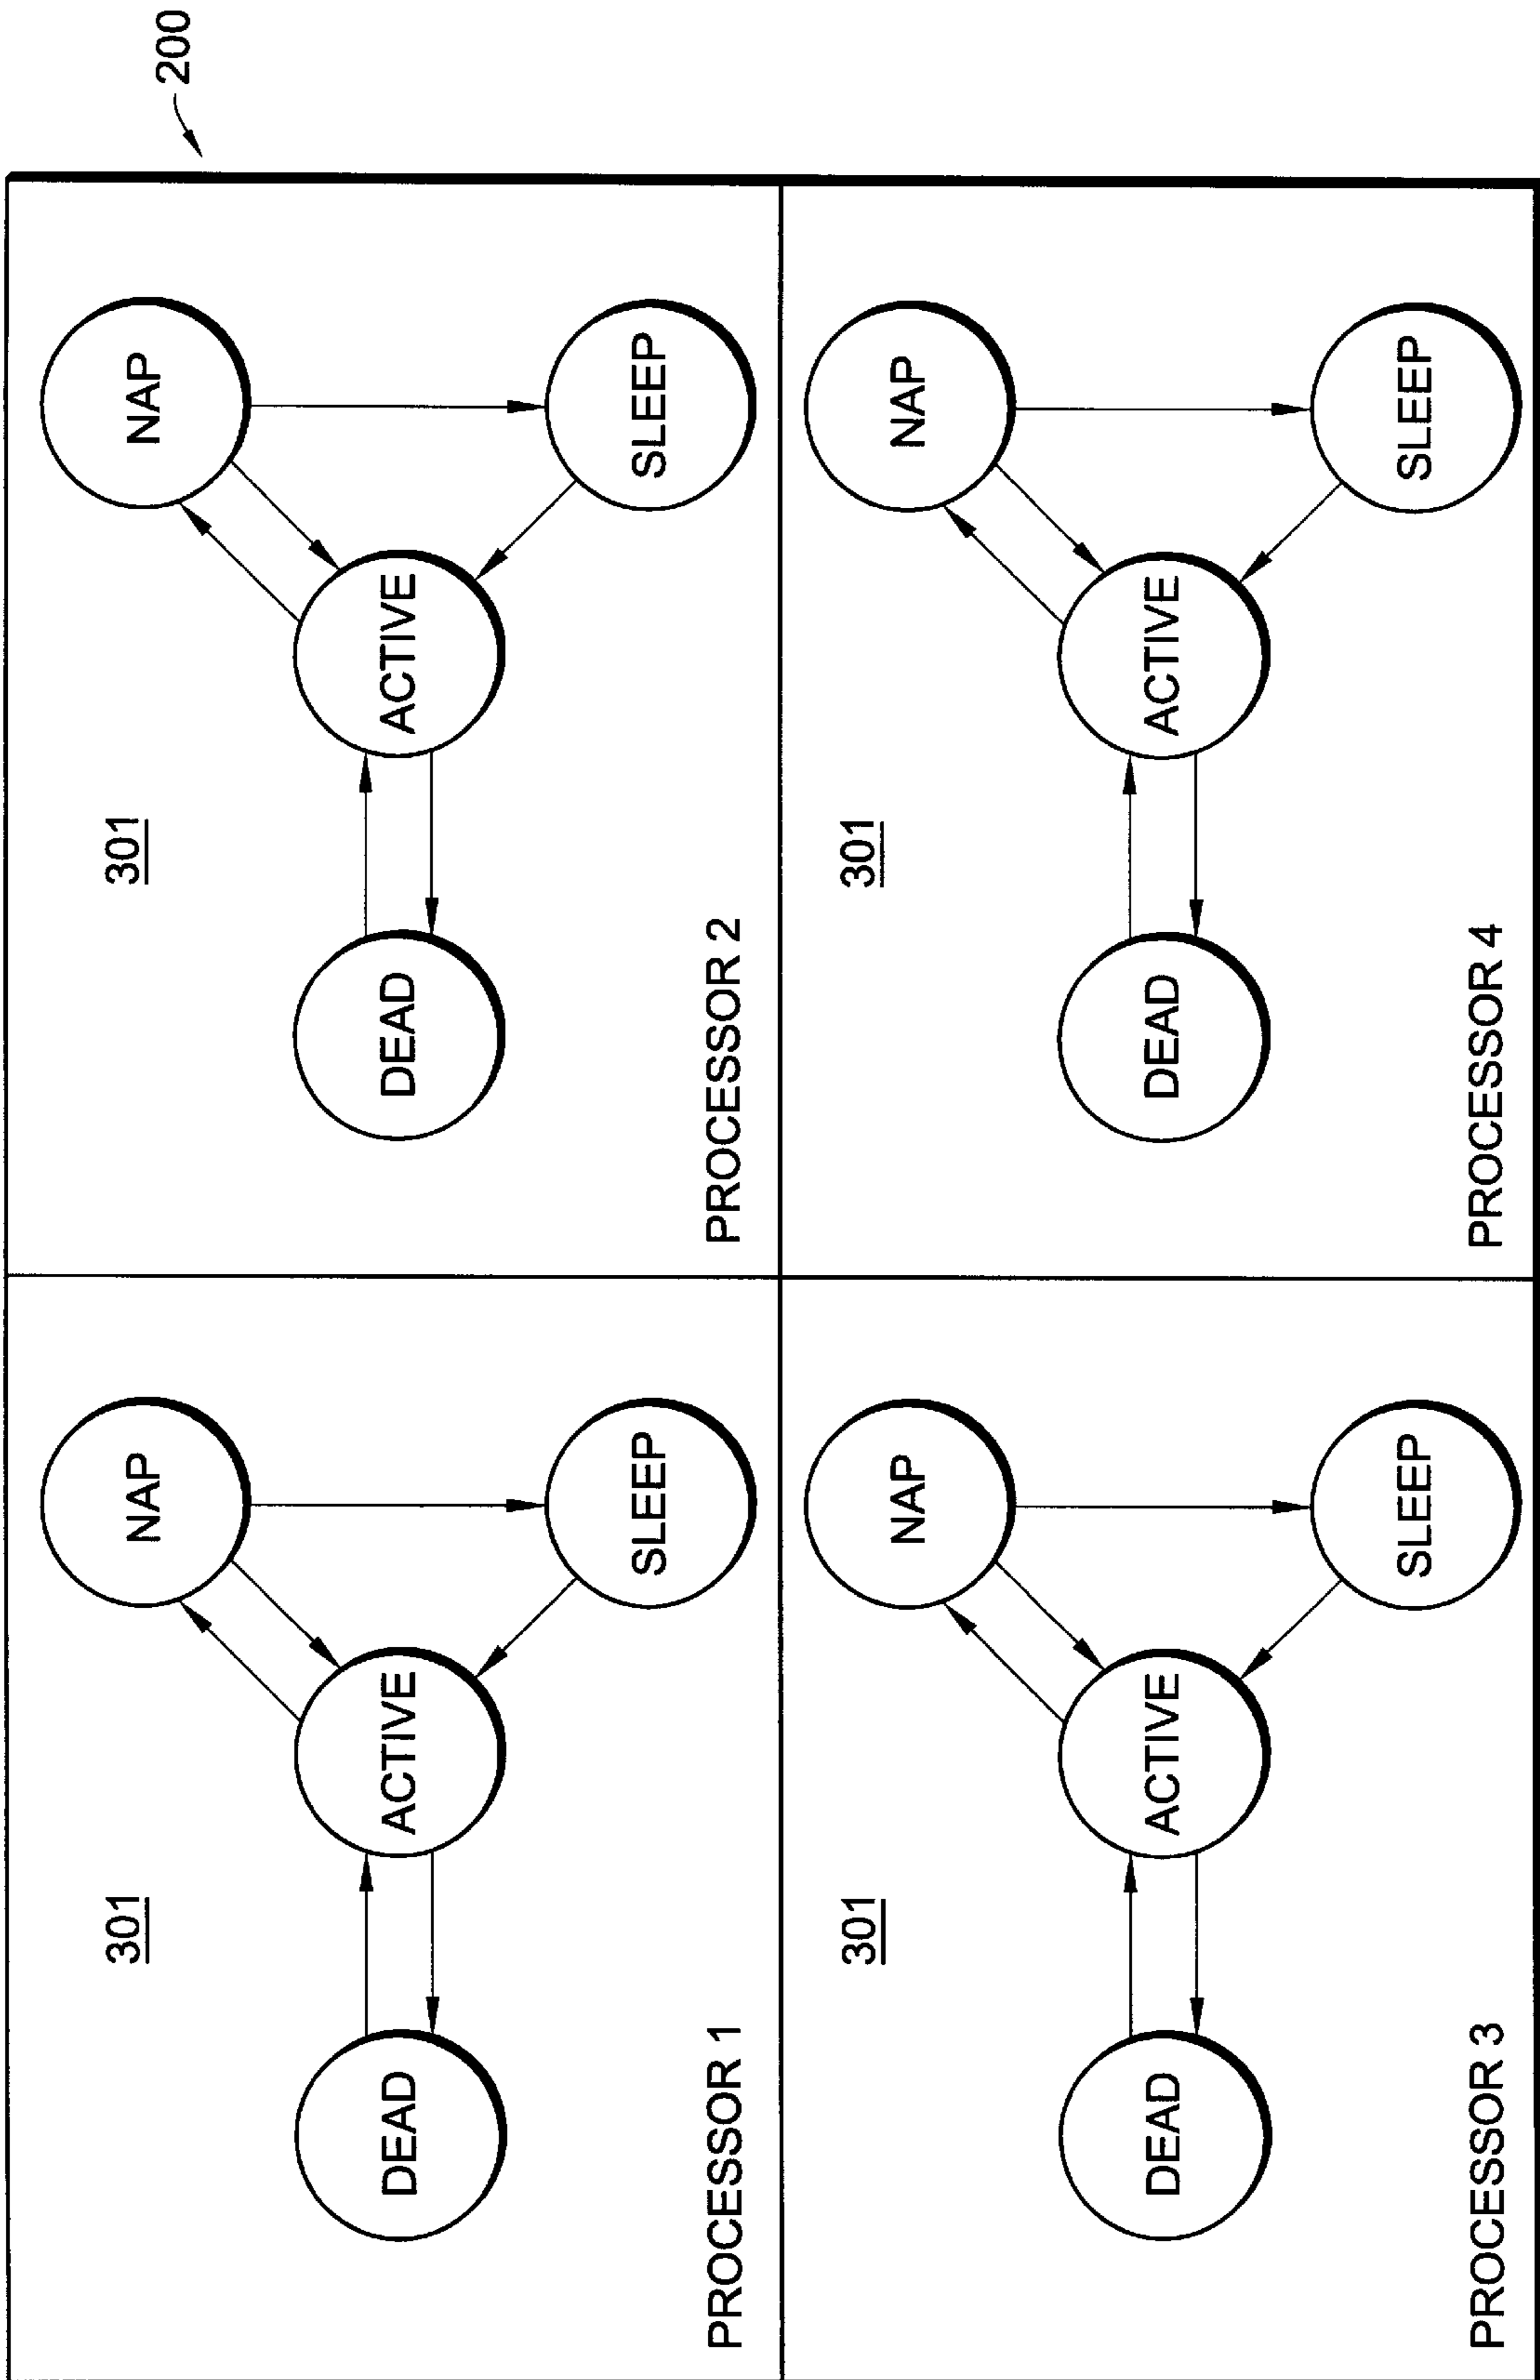 200
301
NAP
ACTIVE
DEAD
SLEEP
PROCESSOR 1
301
NAP
ACTIVE
DEAD
SLEEP
PROCESSOR 2
301
NAP
ACTIVE
DEAD
SLEEP
PROCESSOR 3
301
NAP
ACTIVE
DEAD
SLEEP
PROCESSOR 4